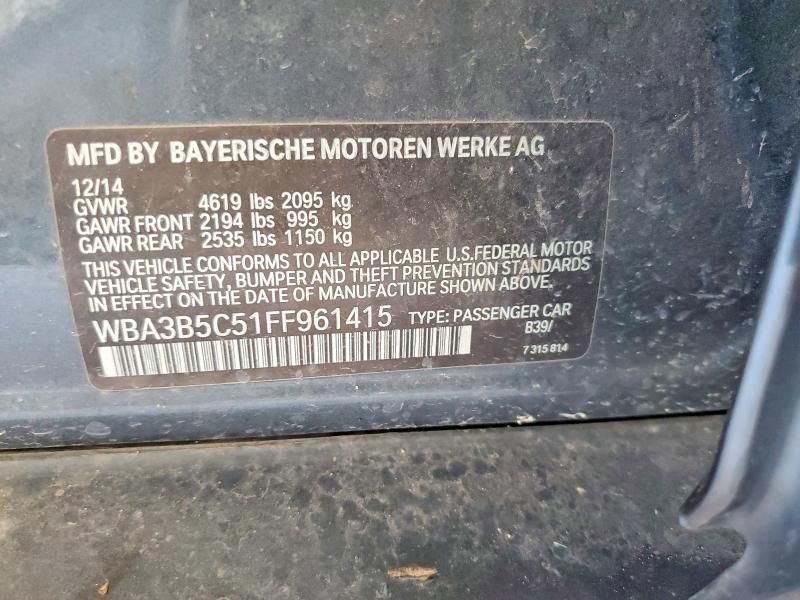 MFD BY BAYERISCHE MOTOREN WERKE AG
12/14
GVWR 4619 lbs 2095 kg
GAWR FRONT 2194 lbs 995 kg
GAWR REAR 2535 lbs 1150 kg
THIS VEHICLE CONFORMS TO ALL APPLICABLE U.S.FEDERAL MOTOR
VEHICLE SAFETY, BUMPER AND THEFT PREVENTION STANDARDS
IN EFFECT ON THE DATE OF MANUFACTURE SHOWN ABOVE.
WBA3B5C51FF961415 TYPE: PASSENGER CAR
B39/
7 315 814